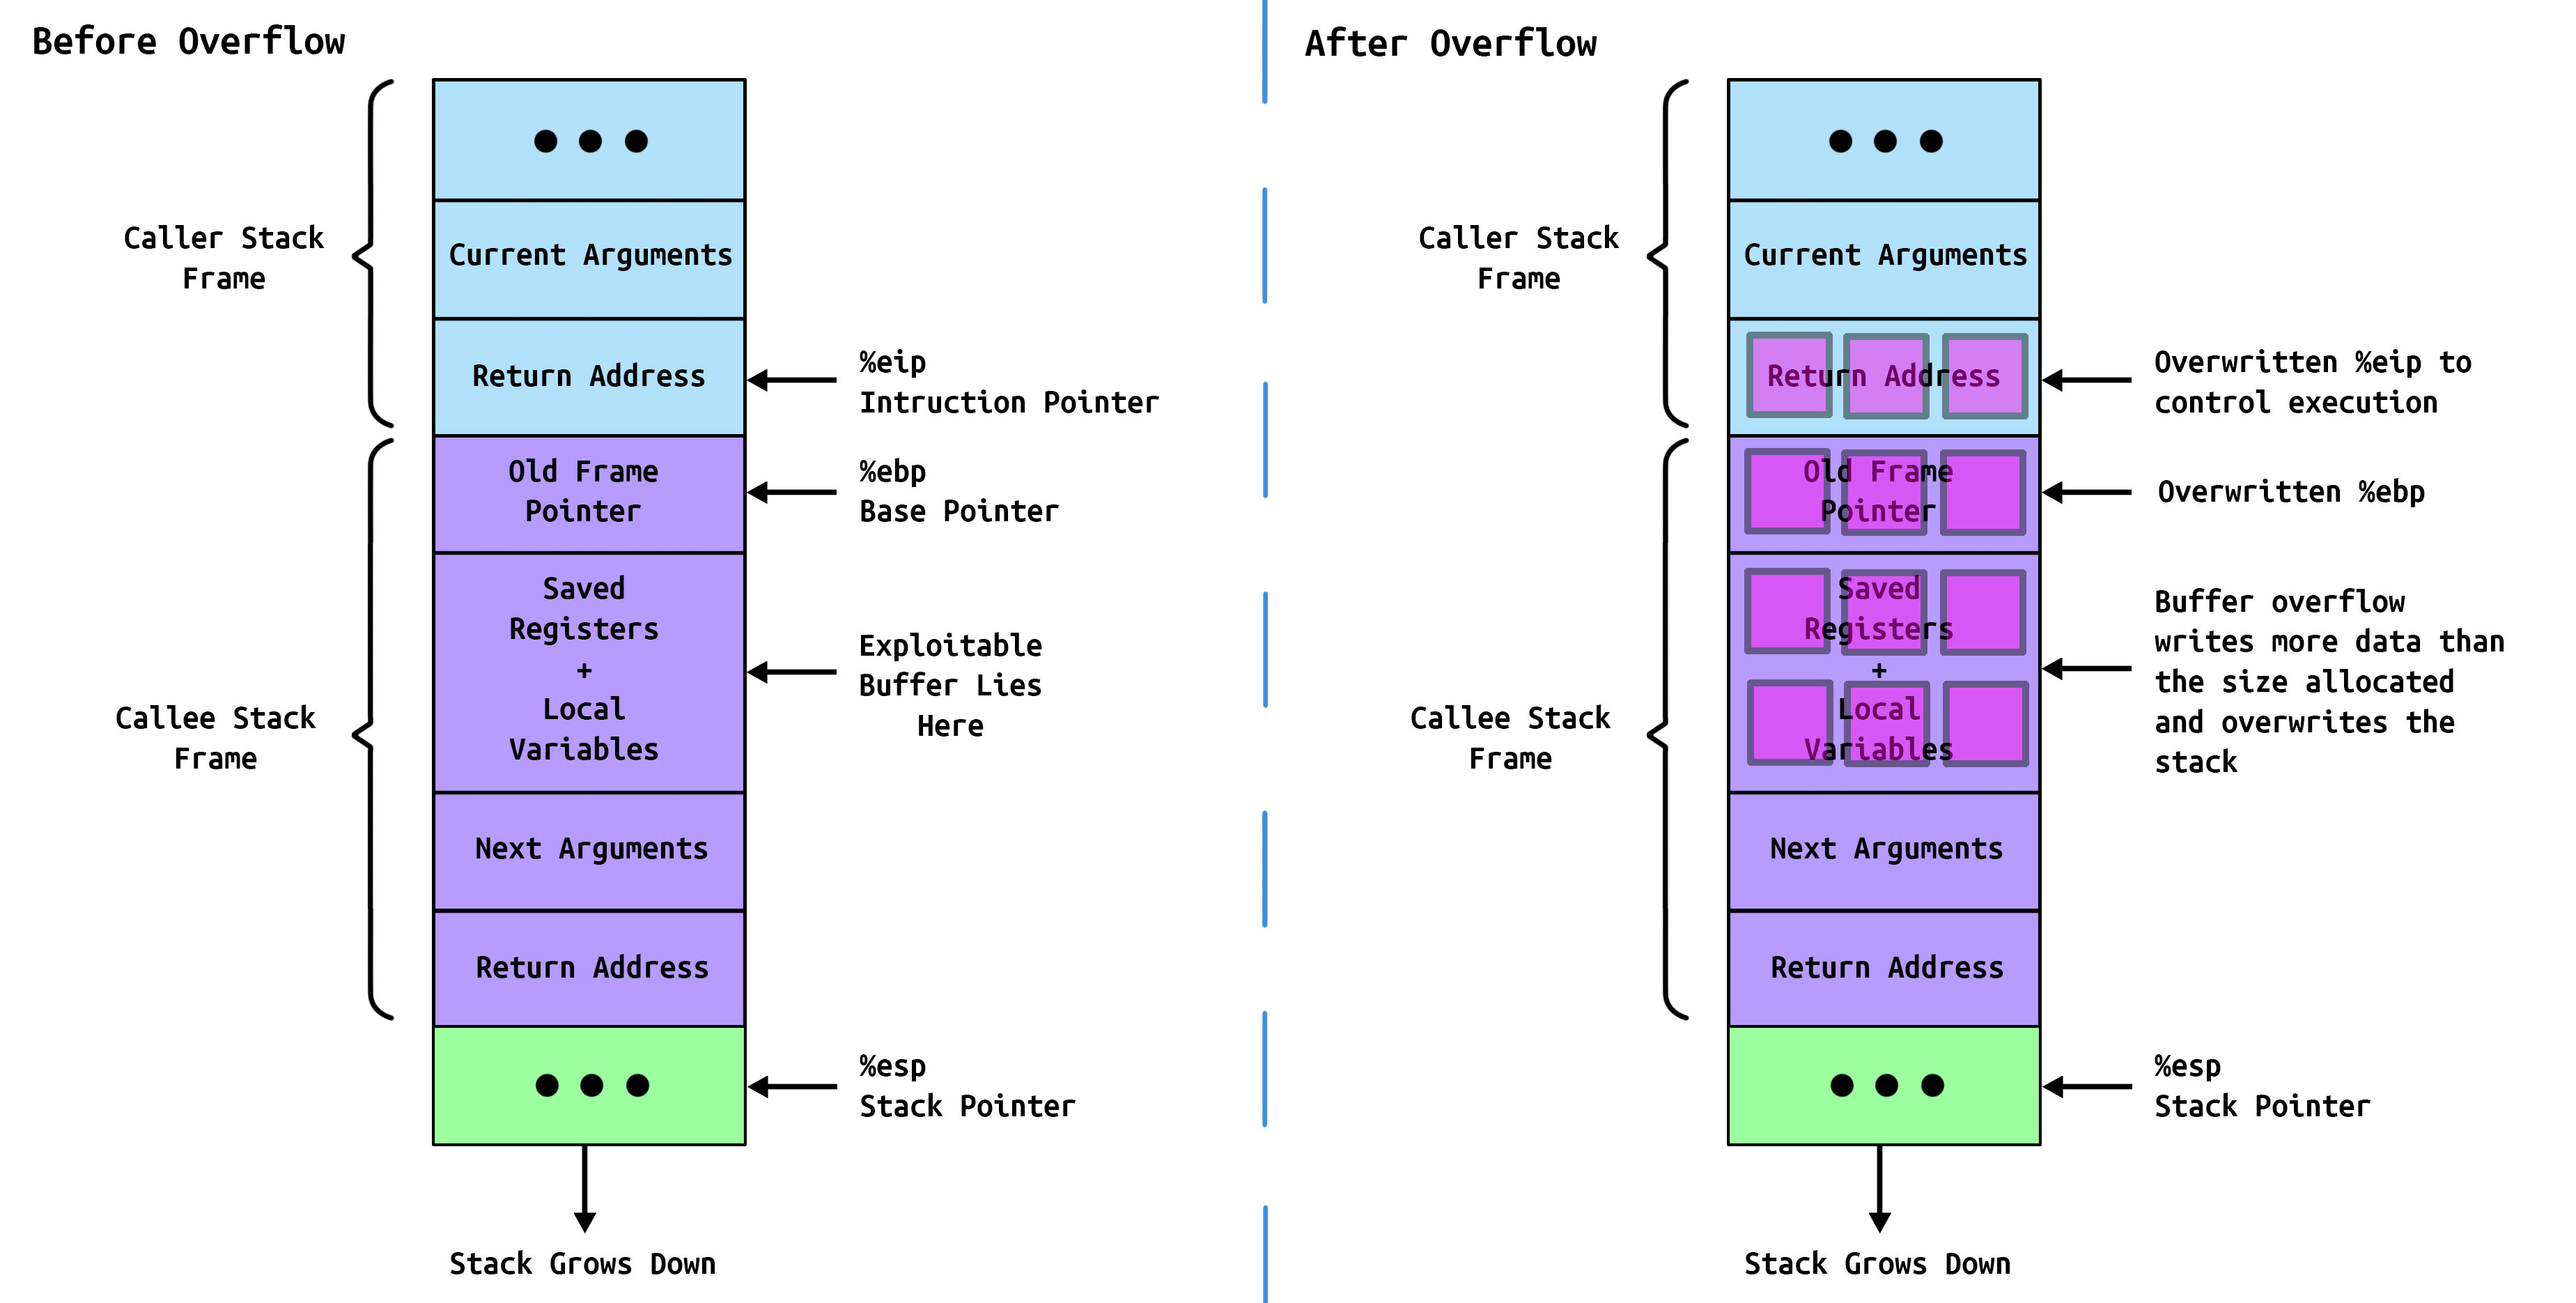 Before Overflow
Caller Stack
Frame
Current Arguments
Return Address
%eip
Intruction Pointer
Old Frame
Pointer
%ebp
Base Pointer
Callee Stack
Frame
Saved
Registers
+
Local
Variables
Exploitable
Buffer Lies
Here
Next Arguments
Return Address
%esp
Stack Pointer
Stack Grows Down
After Overflow
Caller Stack
Frame
Current Arguments
Return Address
Overwritten %eip to
control execution
Old Frame
Pointer
Overwritten %ebp
Callee Stack
Frame
Saved
Registers
+
Local
Variables
Buffer overflow
writes more data than
the size allocated
and overwrites the
stack
Next Arguments
Return Address
%esp
Stack Pointer
Stack Grows Down